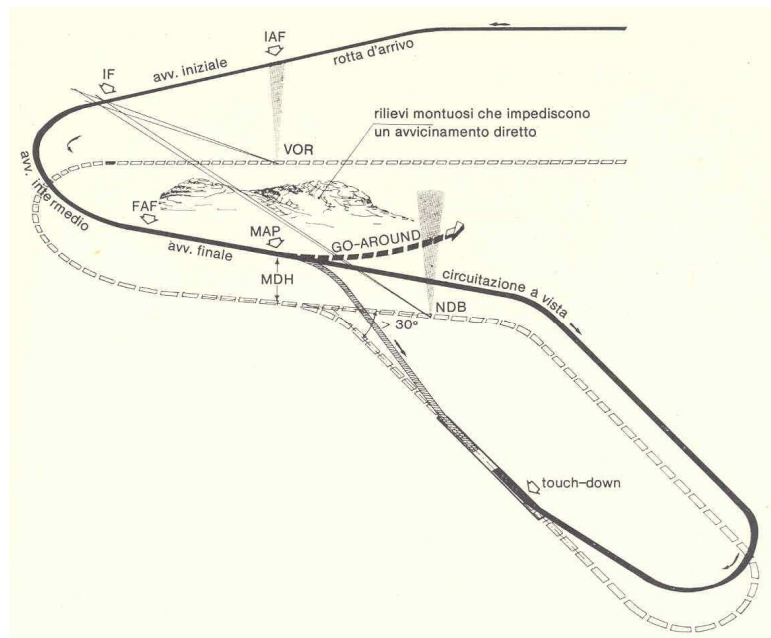 IAF
rotta d'arrivo
avv. iniziale
IF
rilievi montuosi che impediscono
un avvicinamento diretto
VOR
avv. intermedio
FAF
MAP
GO-AROUND
avv. finale
MDH
circuitazione a vista
NDB
> 30°
touch-down